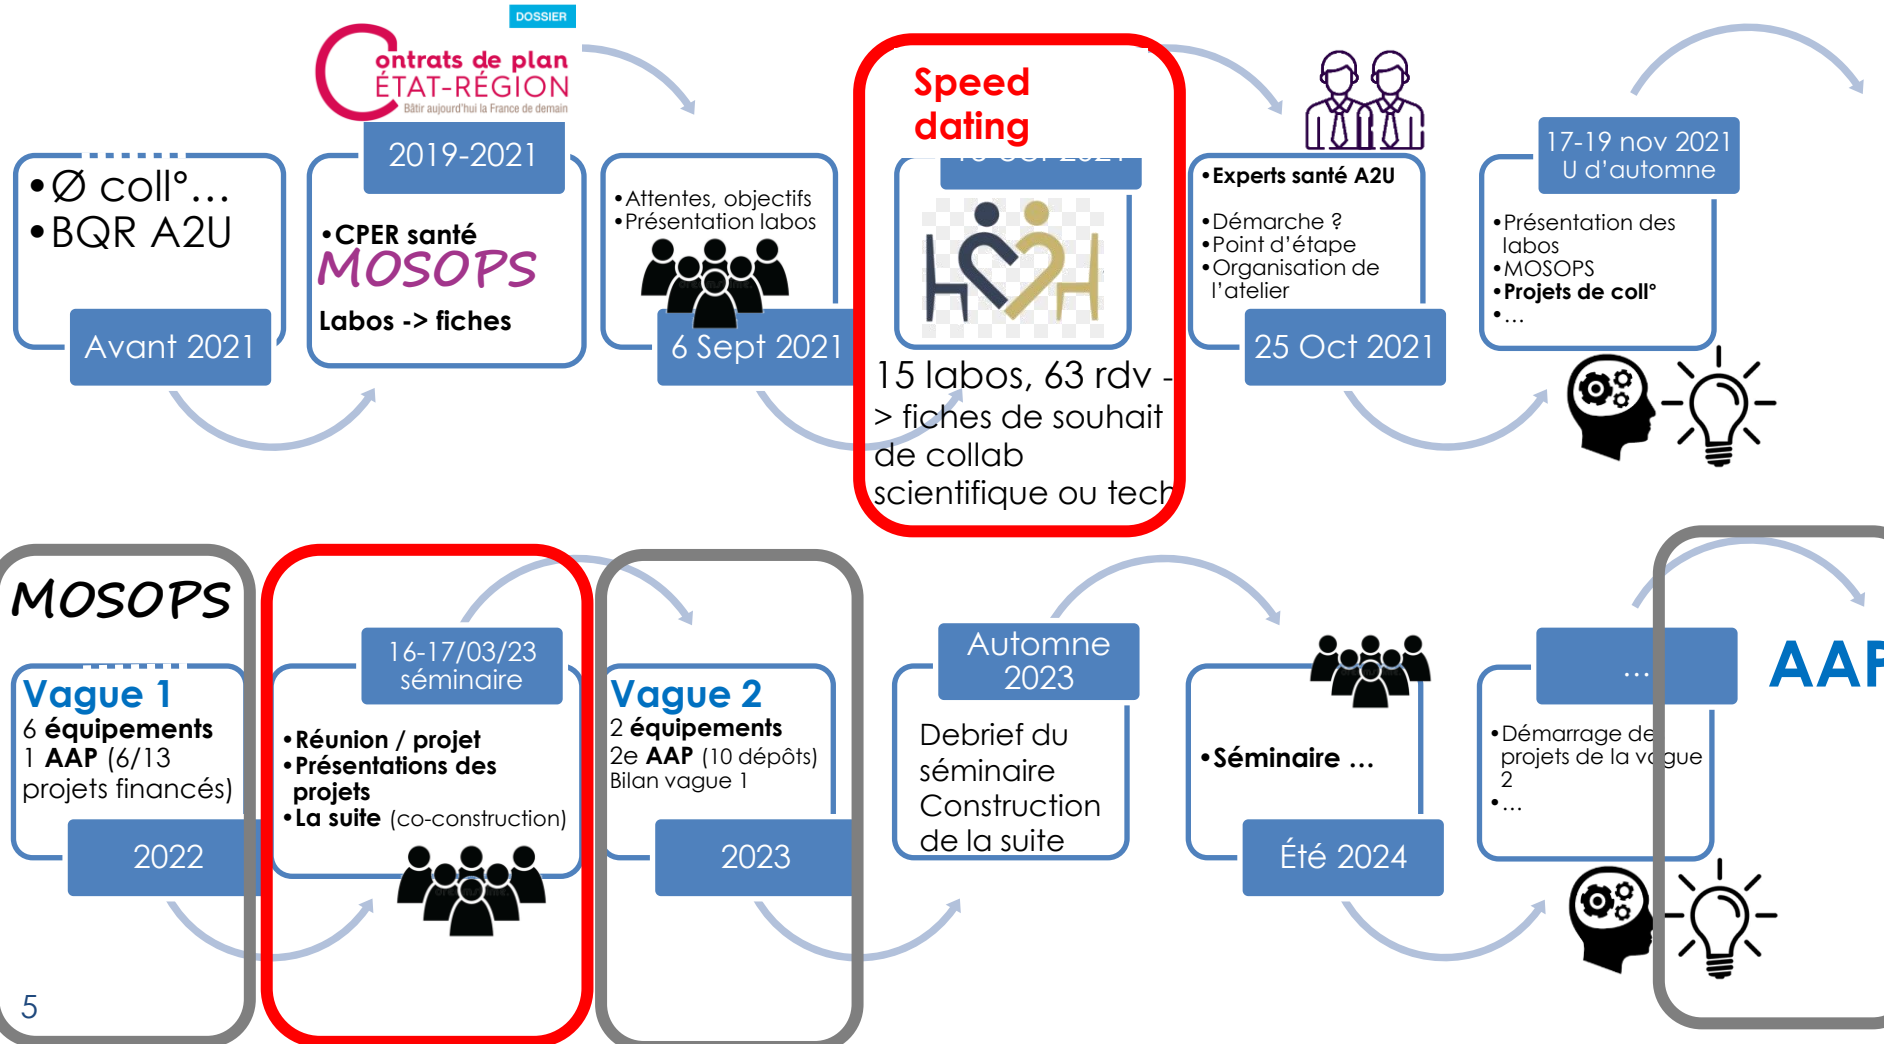 DOSSIER
Contrats de plan
ÉTAT-RÉGION
Bâtir aujourd'hui la France de demain
•Ø coll°...
•BQR A2U
Avant 2021
2019-2021
•CPER santé
MOSOPS
Labos -> fiches
•Attentes, objectifs
•Présentation labos
6 Sept 2021
Speed
dating
15 labos, 63 rdv -
> fiches de souhait
de collab
scientifique ou tech
•Experts santé A2U
•Démarche ?
•Point d'étape
•Organisation de
l'atelier
25 Oct 2021
17-19 nov 2021
U d'automne
•Présentation des
labos
•MOSOPS
•Projets de coll°
•...
MOSOPS
Vague 1
6 équipements
1 AAP (6/13
projets financés)
2022
16-17/03/23
séminaire
•Réunion / projet
•Présentations des
projets
•La suite (co-construction)
Vague 2
2 équipements
2e AAP (10 dépôts)
Bilan vague 1
2023
Automne
2023
Debrief du
séminaire
Construction
de la suite
•Séminaire ...
Été 2024
...
•Démarrage de
projets de la vague
2
•...
AAP
5